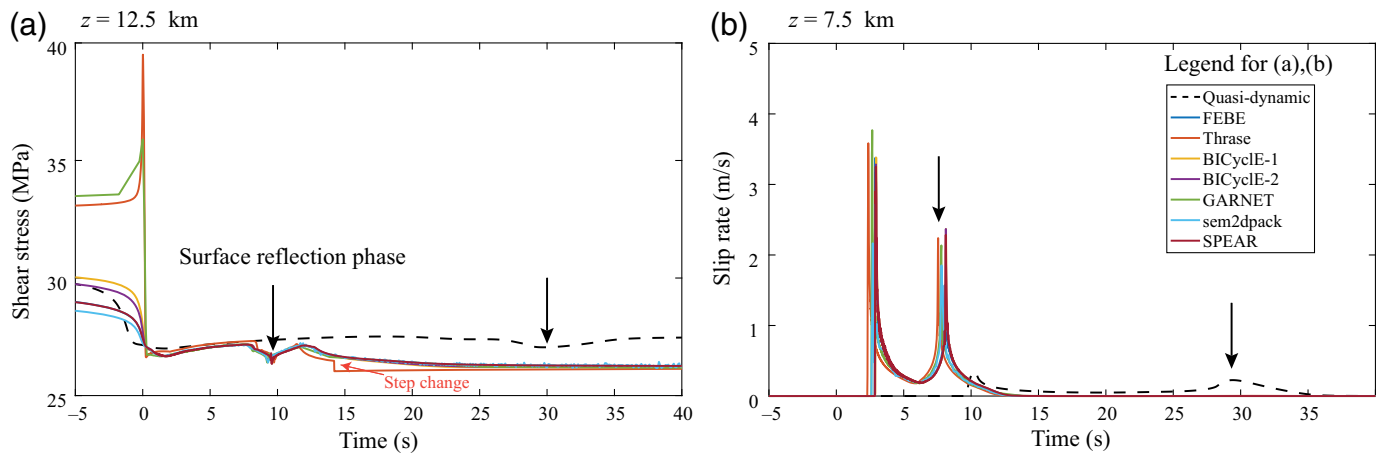 (a) z = 12.5 km
40
35
30
25
Shear stress (MPa)
Surface reflection phase
Step change
–5 0 5 10 15 20 25 30 35 40
Time (s)
(b) z = 7.5 km
5
4
3
2
1
0
Slip rate (m/s)
Legend for (a),(b)
Quasi-dynamic
FEBE
Thrase
BICyclE-1
BICyclE-2
GARNET
sem2dpack
SPEAR
–5 0 5 10 15 20 25 30 35
Time (s)